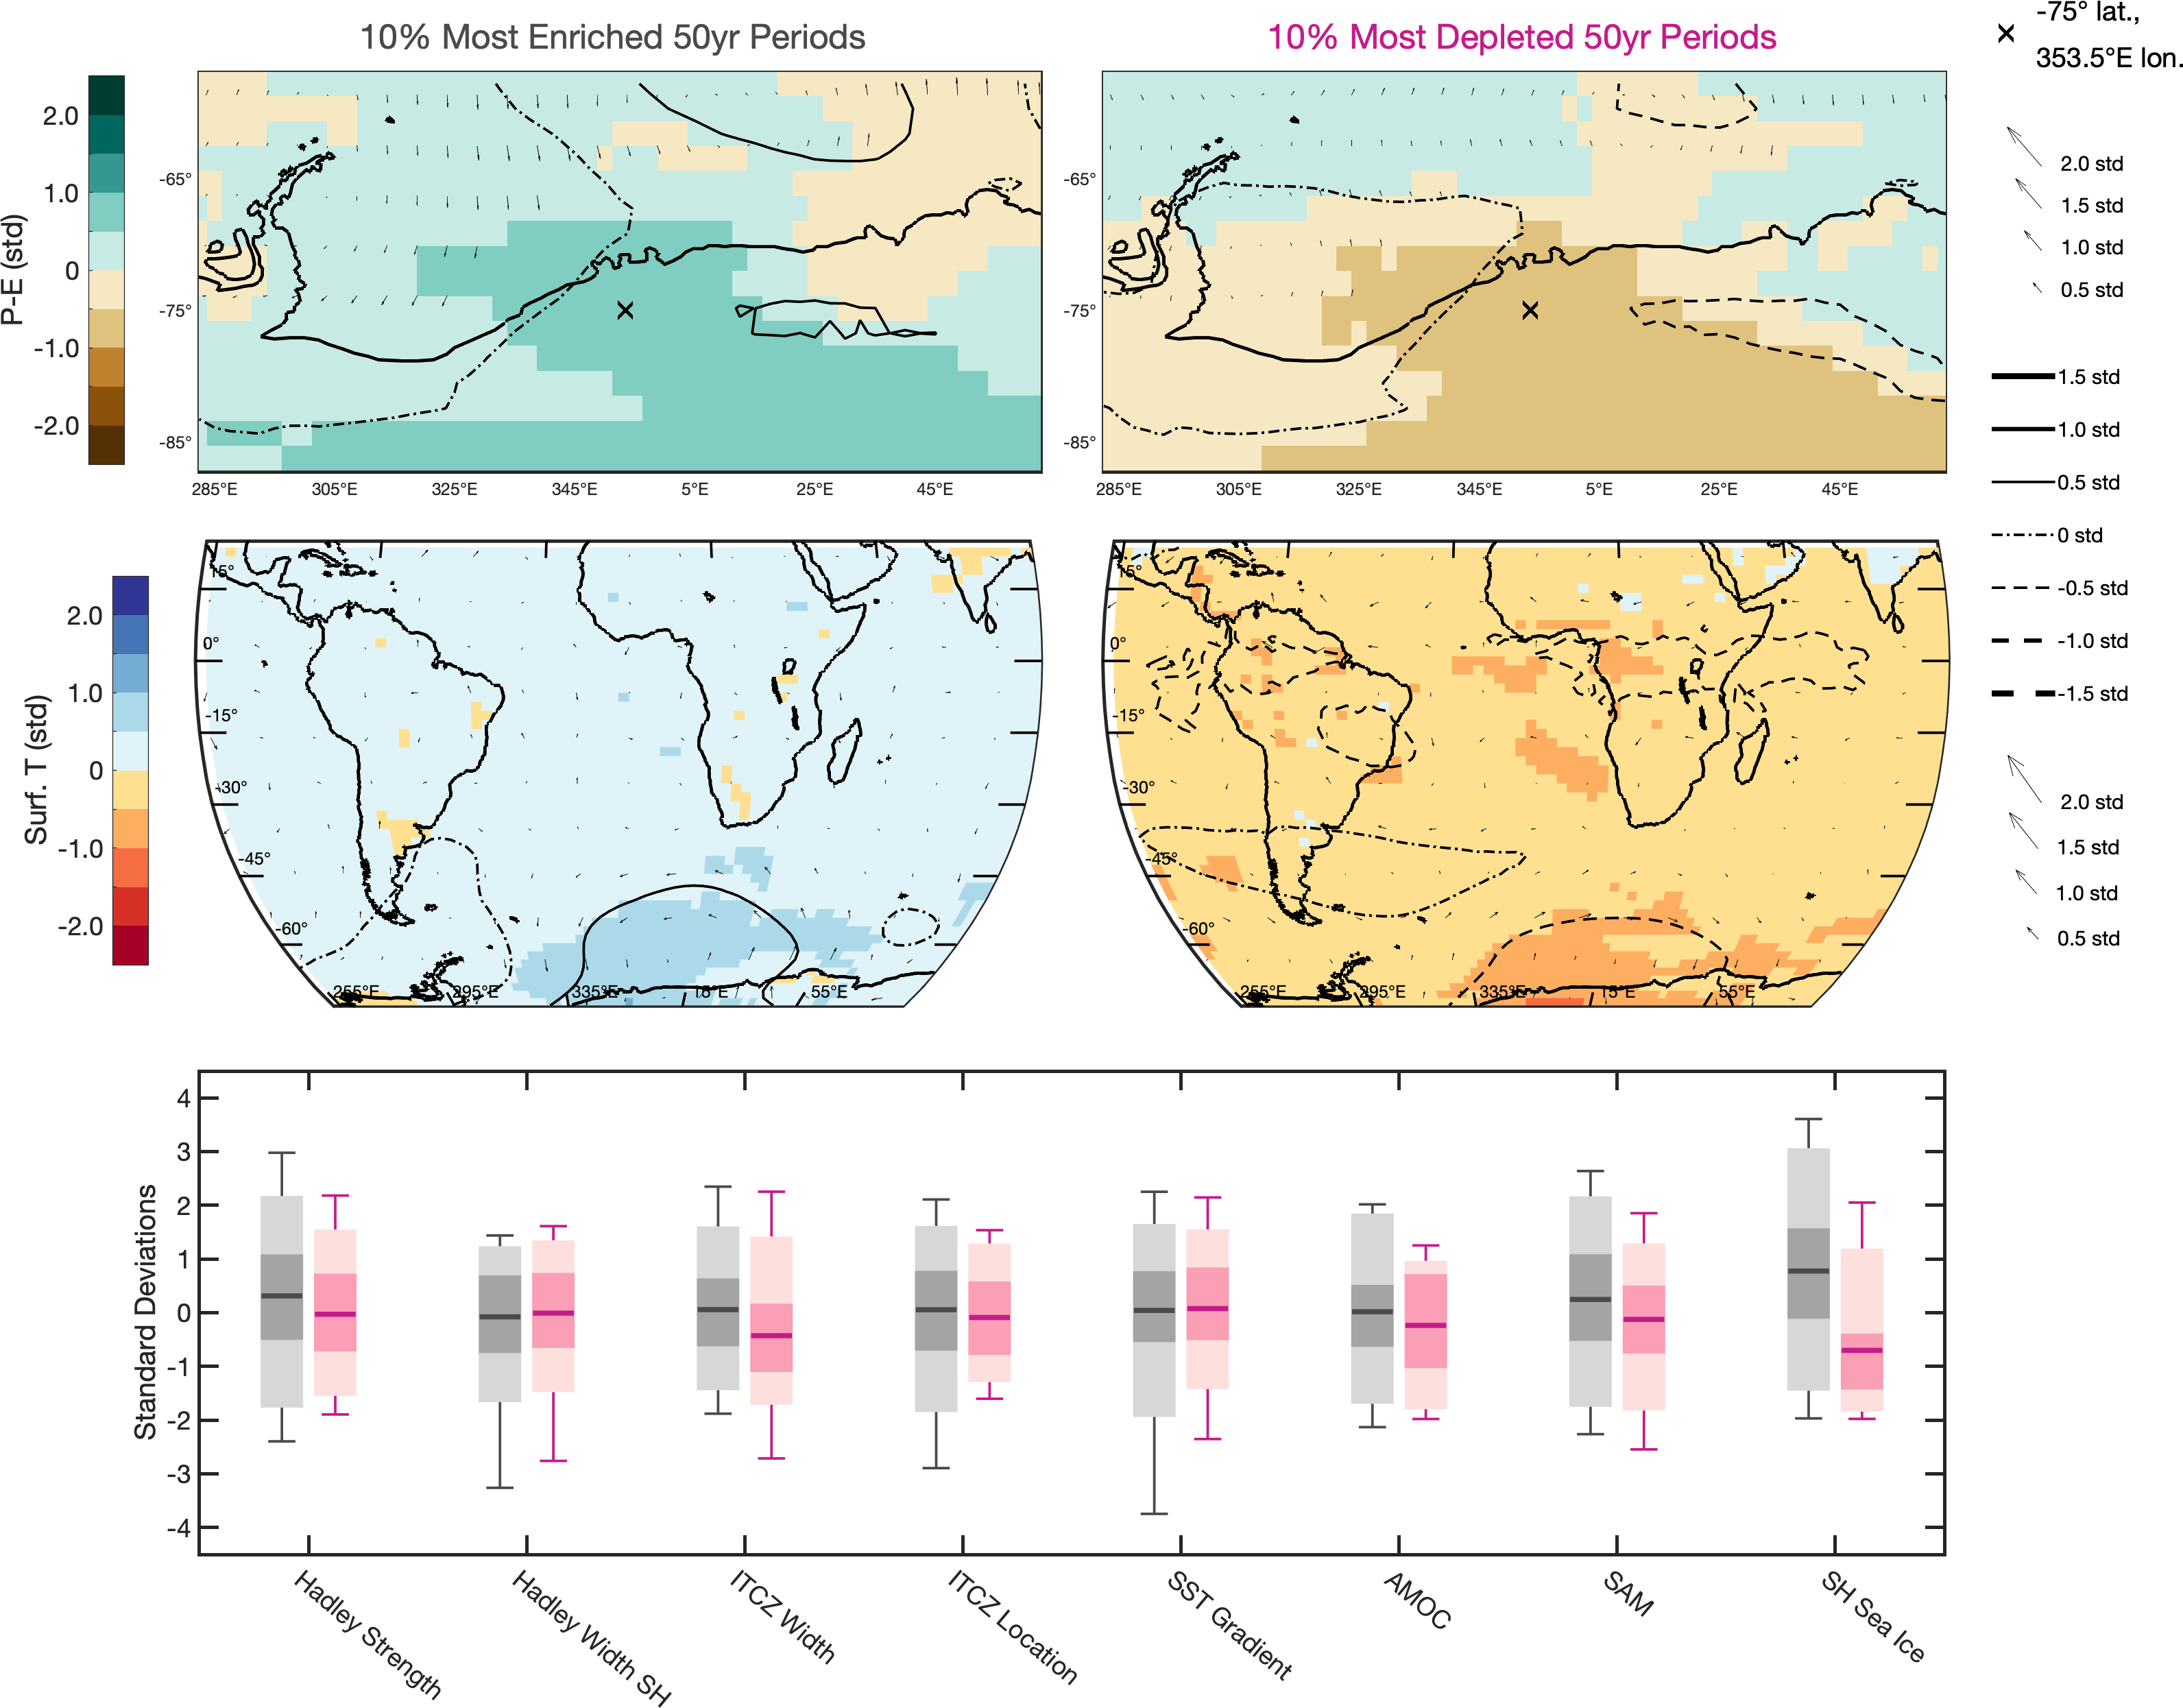 10% Most Enriched 50yr Periods
10% Most Depleted 50yr Periods
-75° lat.,
353.5°E lon.
P-E (std)
2.0
1.0
0
-1.0
-2.0
-65°
-75°
-85°
285°E 305°E 325°E 345°E 5°E 25°E 45°E
-65°
-75°
-85°
285°E 305°E 325°E 345°E 5°E 25°E 45°E
2.0 std
1.5 std
1.0 std
0.5 std
1.5 std
1.0 std
0.5 std
0 std
-0.5 std
-1.0 std
-1.5 std
2.0 std
1.5 std
1.0 std
0.5 std
Surf. T (std)
2.0
1.0
0
-1.0
-2.0
15°
0°
-15°
-30°
-45°
-60°
255°E 295°E 335°E 15°E 55°E
15°
0°
-15°
-30°
-45°
-60°
255°E 295°E 335°E 15°E 55°E
Standard Deviations
4
3
2
1
0
-1
-2
-3
-4
Hadley Strength
Hadley Width SH
ITCZ Width
ITCZ Location
SST Gradient
AMOC
SAM
SH Sea Ice